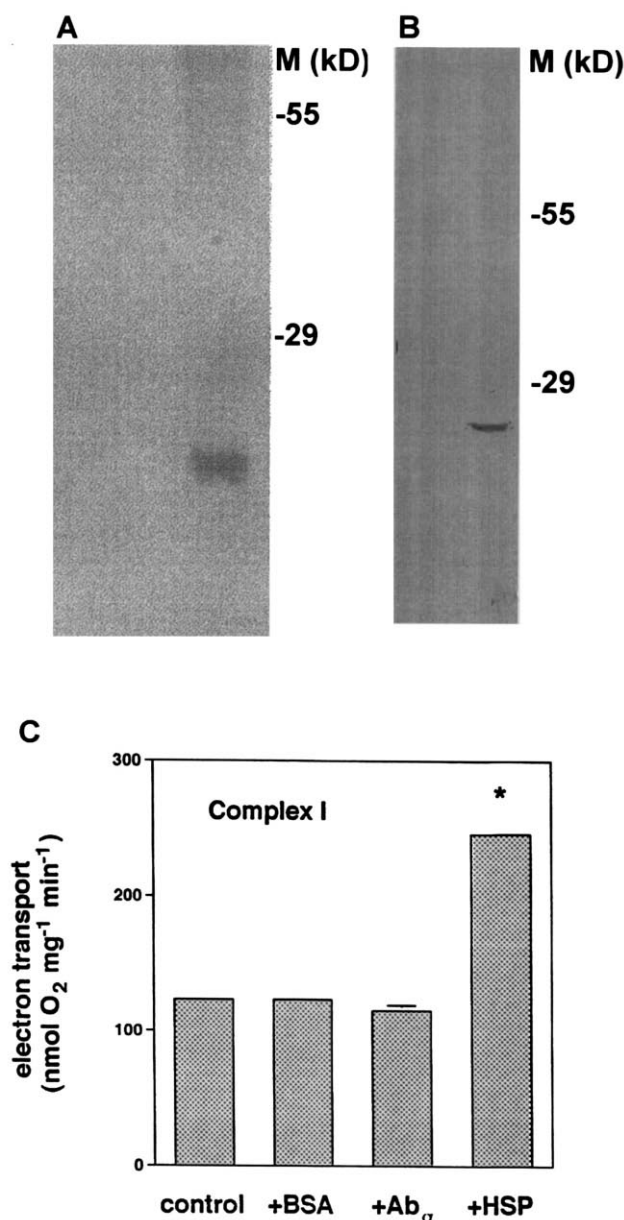 A
M (kD)
-55
-29
B
M (kD)
-55
-29
C
electron transport
(nmol O₂ mg⁻¹ min⁻¹)
300
200
100
0
Complex I
*
control +BSA +Abα +HSP